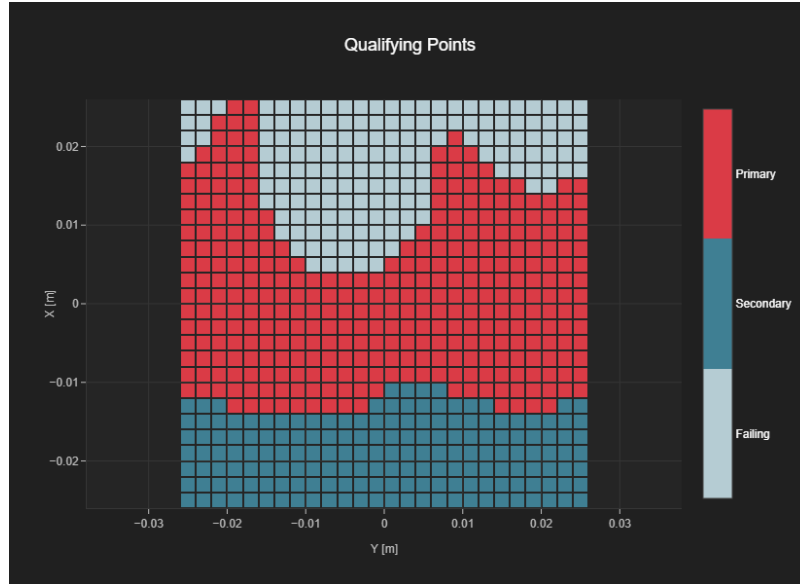 Qualifying Points
0.02
0.01
0
−0.01
−0.02
X [m]
−0.03
−0.02
−0.01
0
0.01
0.02
0.03
Y [m]
Primary
Secondary
Failing